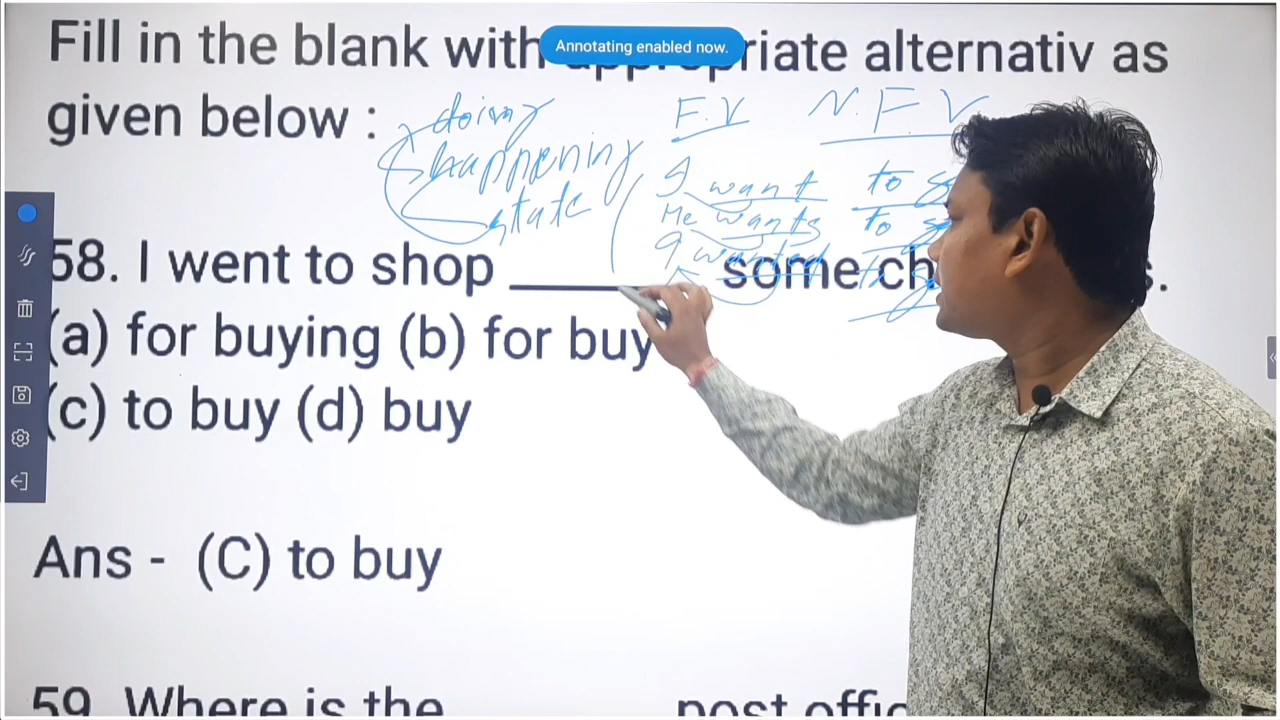 Fill in the blank with appropriate alternativ as
Annotating enabled now.
given below :
doing
happening
state
F.V N.F.V
I want to
He wants to
I wanted
58. I went to shop ______ some ch s.
(a) for buying (b) for buy
(c) to buy (d) buy
Ans - (C) to buy
59. Where is the post offic